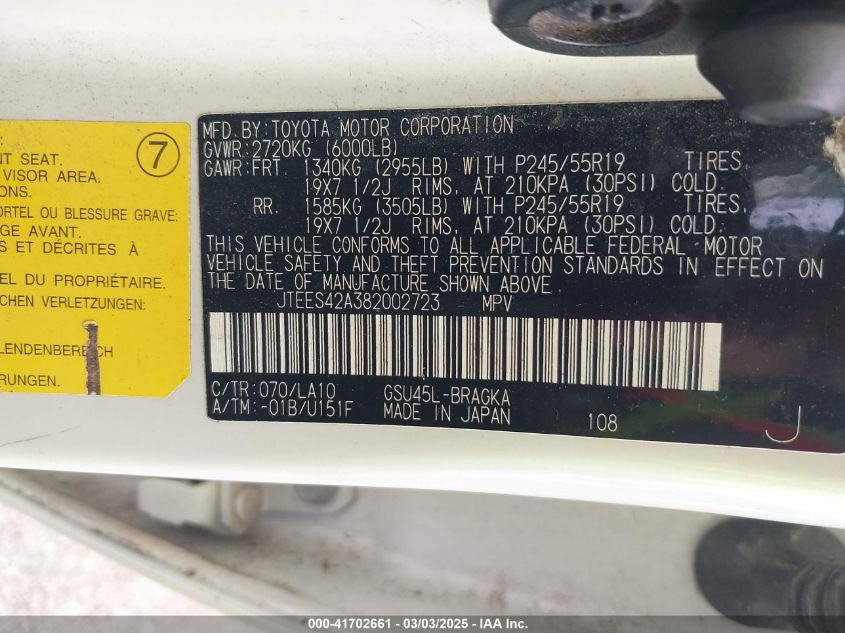 :
NT SEAT.
VISOR AREA.
ONS.
ORTEL OU BLESSURE GRAVE:
GE AVANT.
S ET DÉCRITES À
EL DU PROPRIÉTAIRE.
CHTEN VERLETZUNGEN:
LENDENBEREICH
RUNGEN.
7
MFD. BY: TOYOTA MOTOR CORPORATION
GVWR: 2720KG (6000LB)
GAWR: FRT. 1340KG (2955LB) WITH P245/55R19 TIRES,
19X7 1/2J RIMS, AT 210KPA (30PSI) COLD.
RR. 1585KG (3505LB) WITH P245/55R19 TIRES,
19X7 1/2J RIMS, AT 210KPA (30PSI) COLD.
THIS VEHICLE CONFORMS TO ALL APPLICABLE FEDERAL MOTOR
VEHICLE SAFETY AND THEFT PREVENTION STANDARDS IN EFFECT ON
THE DATE OF MANUFACTURE SHOWN ABOVE.
JTEES42A382002723 MPV
C/TR: 070/LA10 GSU45L-BRAGKA
A/TM: -01B/U151F MADE IN JAPAN 108 J
000-41702661 - 03/03/2025 - IAA Inc.